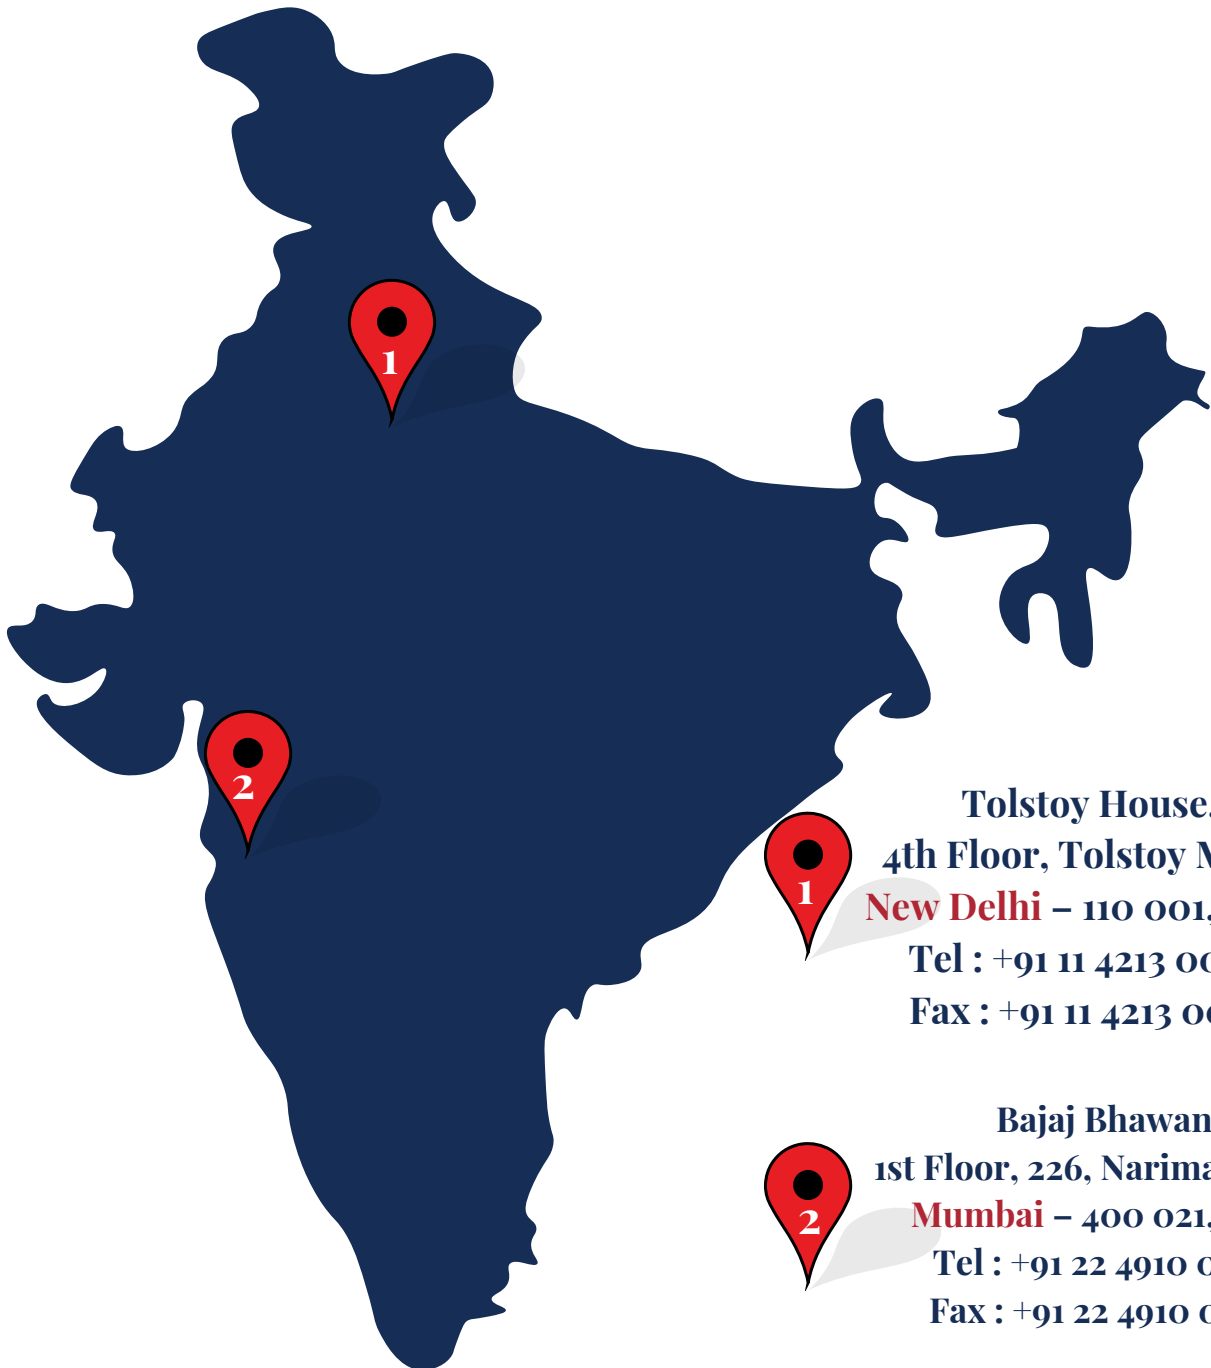 1
2
1
Tolstoy House.
4th Floor, Tolstoy
New Delhi – 110 001,
Tel : +91 11 4213
Fax : +91 11 4213
2
Bajaj Bhawan
1st Floor, 226,
Mumbai – 400 021,
Tel : +91 22 4910
Fax : +91 22 4910